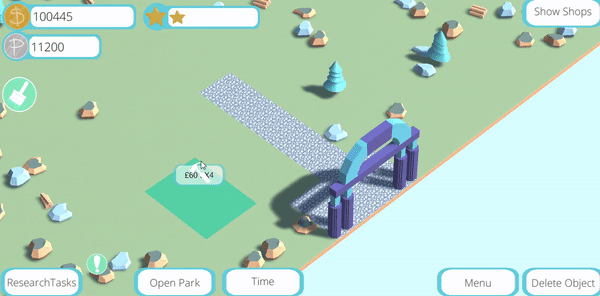 100445
11200
Show Shops
£60 X4
ResearchTasks
Open Park
Time
Menu
Delete Object